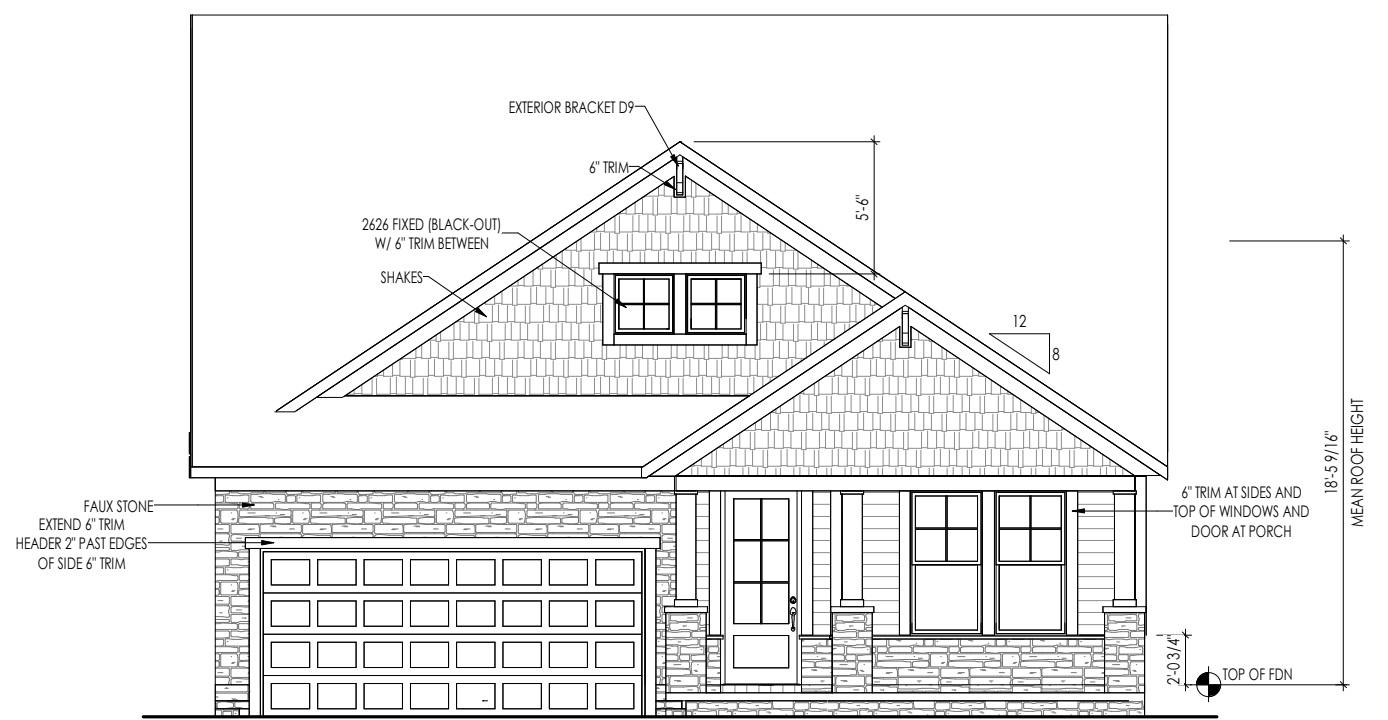 EXTERIOR BRACKET D9
6" TRIM
5'-6"
2626 FIXED (BLACK-OUT)
W/ 6" TRIM BETWEEN
SHAKES
12
8
18'-5 9/16"
MEAN ROOF HEIGHT
FAUX STONE
EXTEND 6" TRIM
HEADER 2" PAST EDGES
OF SIDE 6" TRIM
6" TRIM AT SIDES AND
TOP OF WINDOWS AND
DOOR AT PORCH
2'-0 3/4"
TOP OF FDN